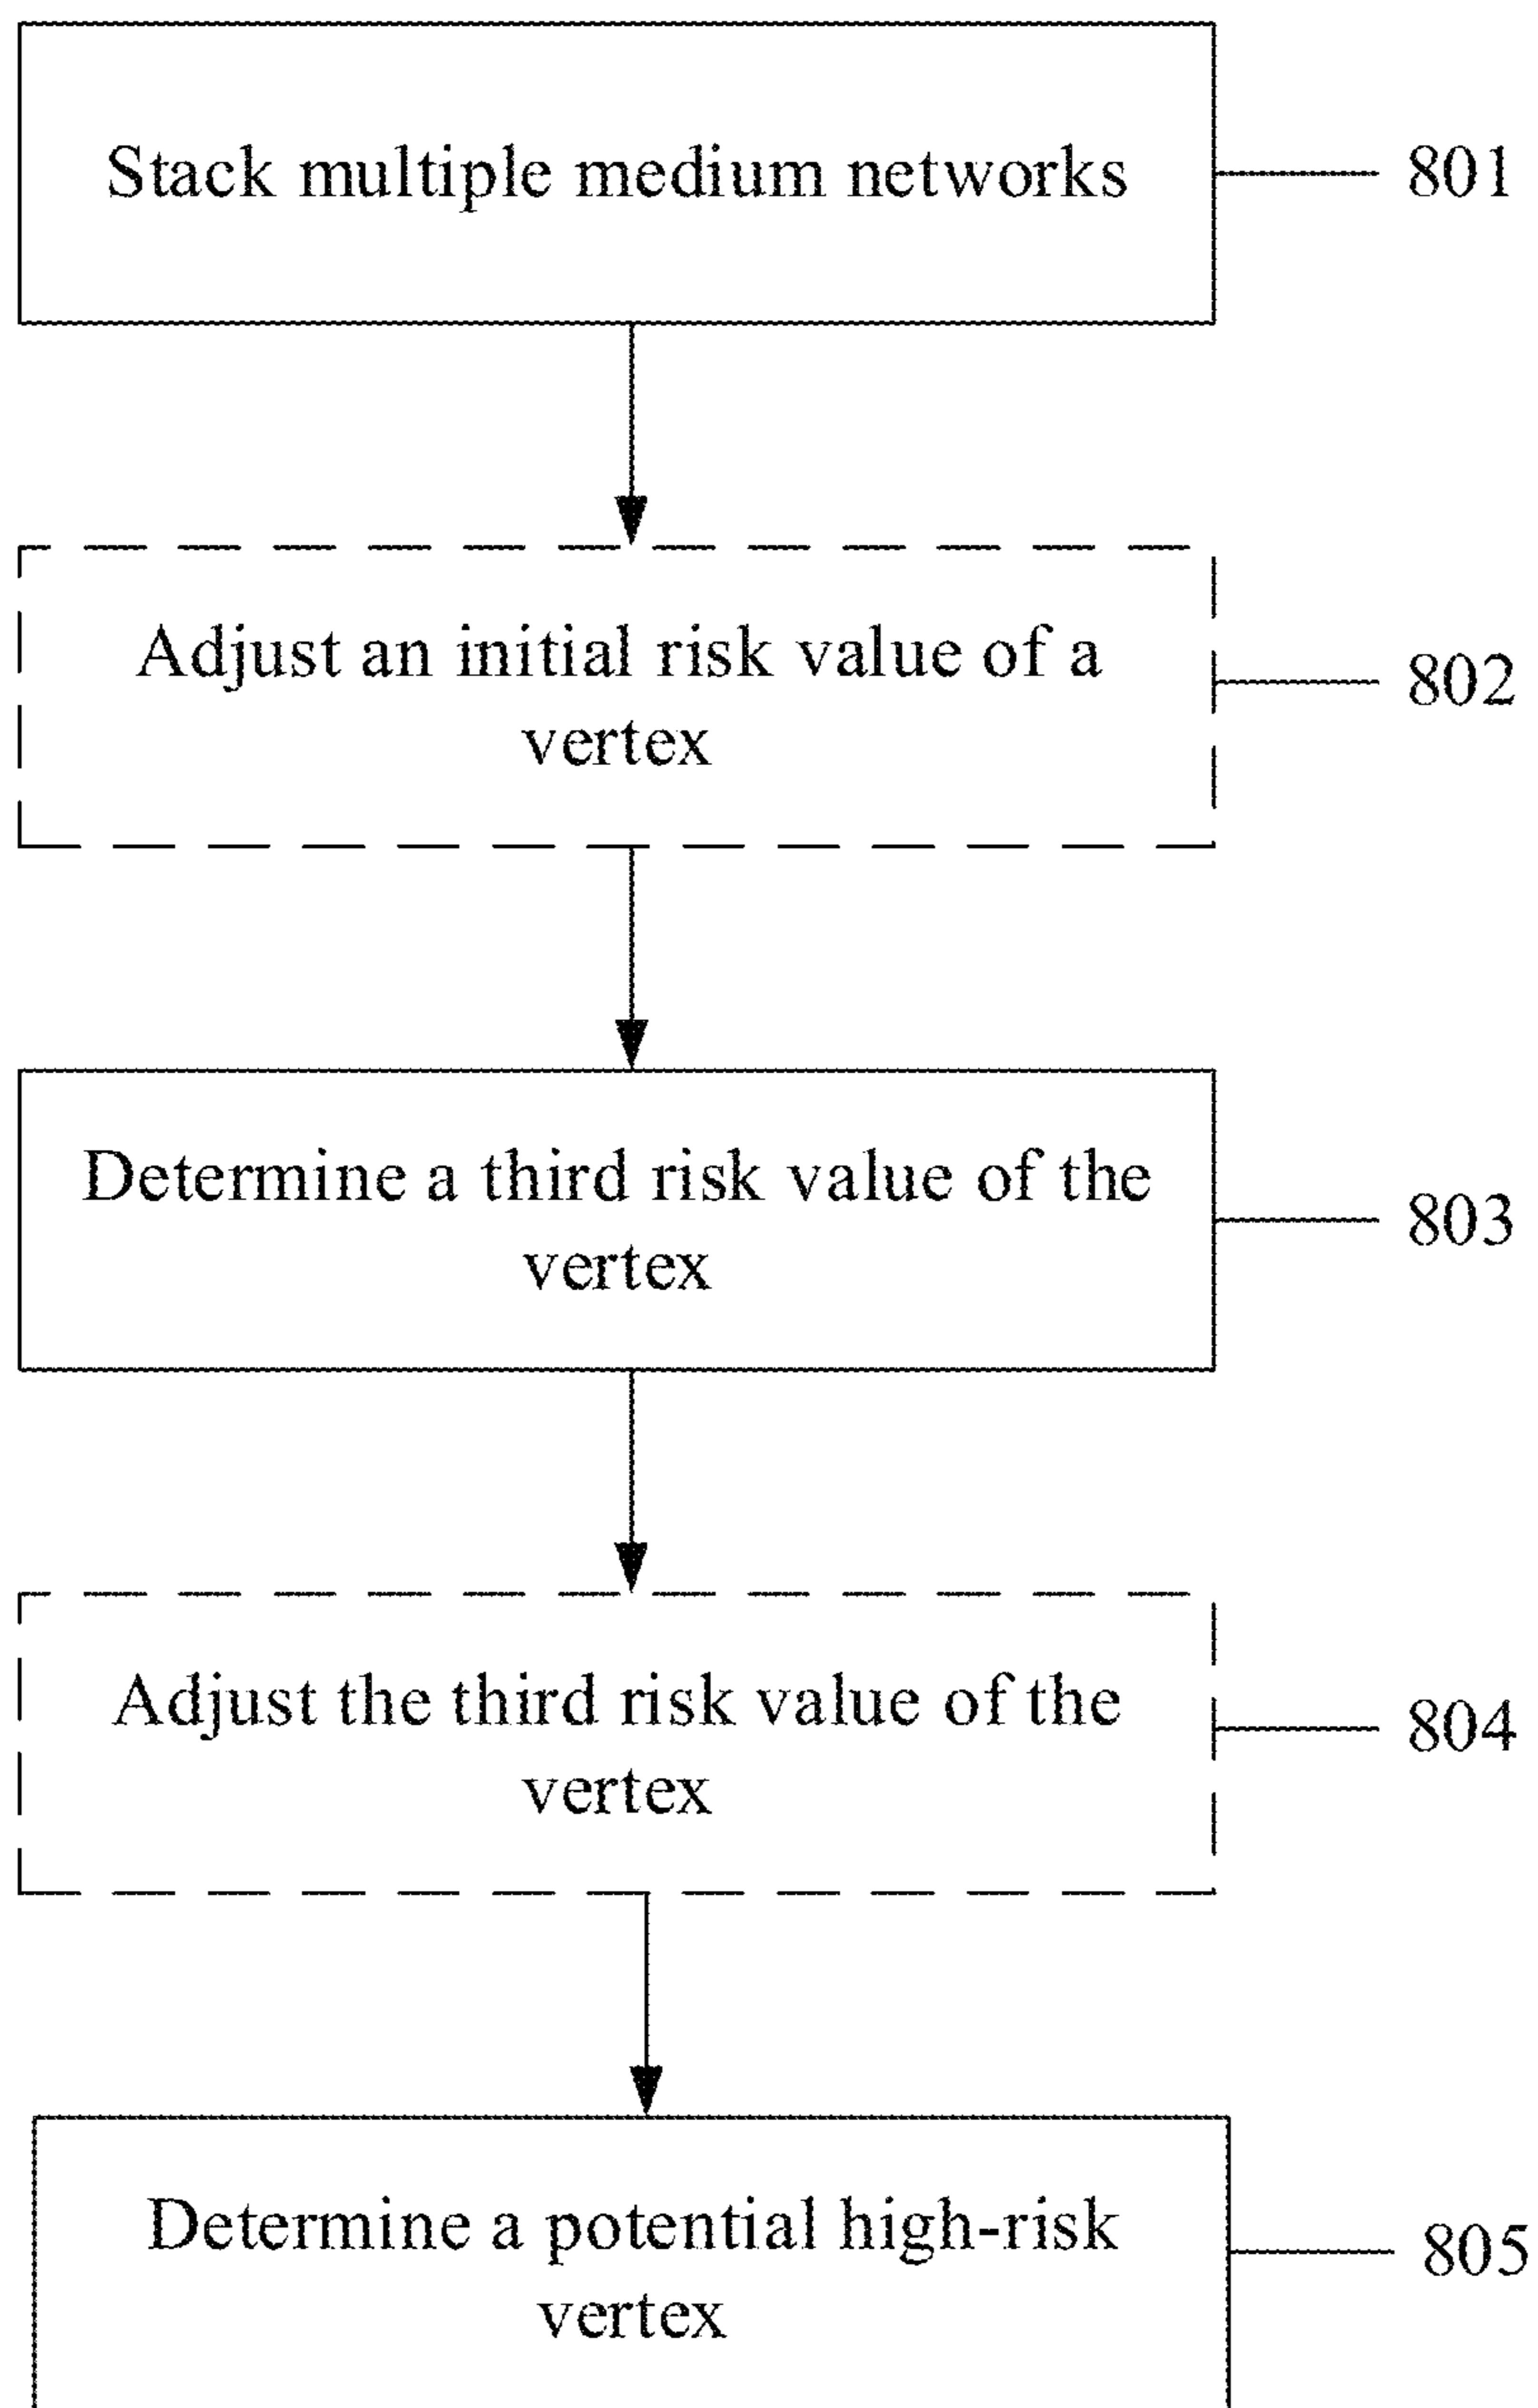 Stack multiple medium networks
801
Adjust an initial risk value of a
vertex
802
Determine a third risk value of the
vertex
803
Adjust the third risk value of the
vertex
804
Determine a potential high-risk
vertex
805